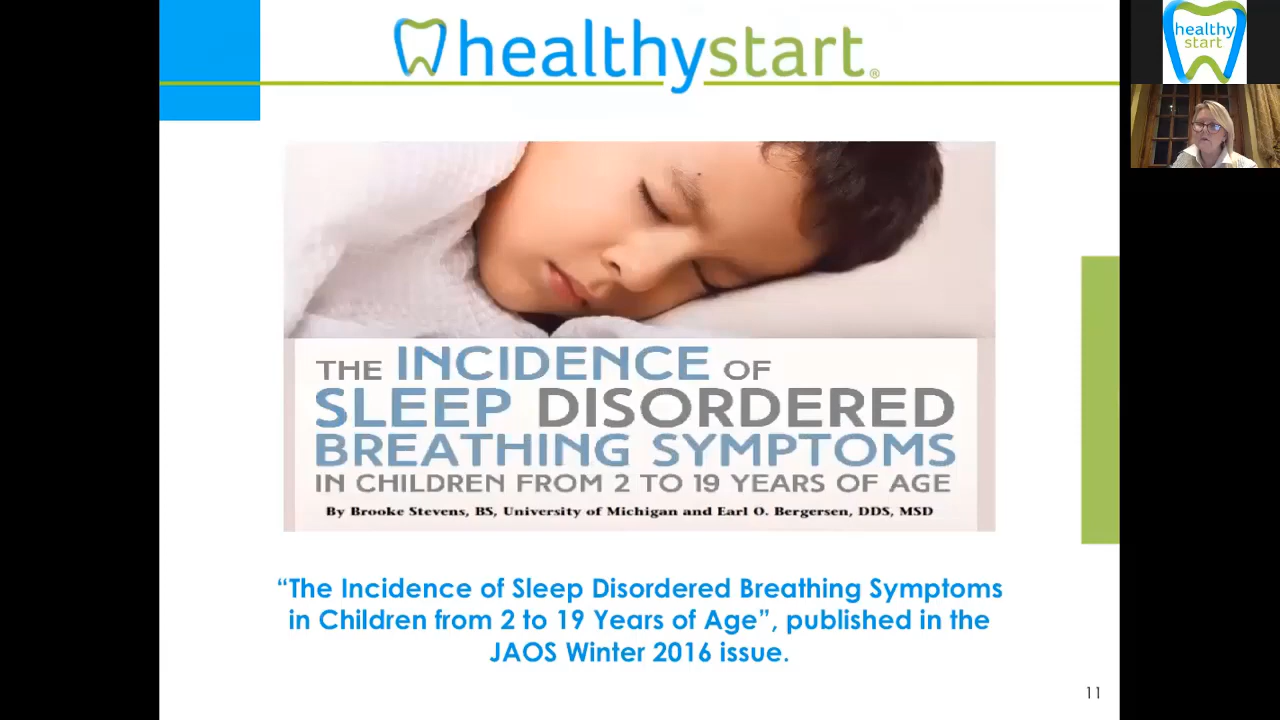 healthystart®
healthy
start
THE INCIDENCE OF
SLEEP DISORDERED
BREATHING SYMPTOMS
IN CHILDREN FROM 2 TO 19 YEARS OF AGE
By Brooke Stevens, BS, University of Michigan and Earl O. Bergersen, DDS, MSD
“The Incidence of Sleep Disordered Breathing Symptoms
in Children from 2 to 19 Years of Age”, published in the
JAOS Winter 2016 issue.
11